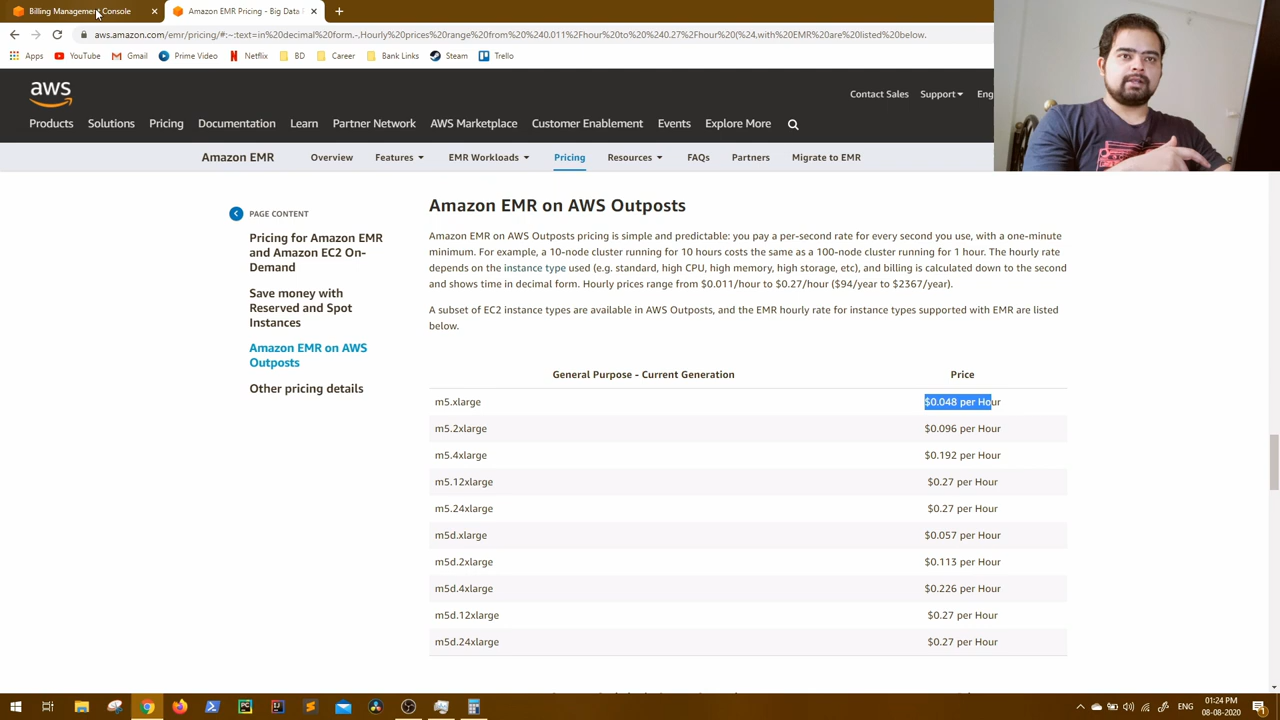 Billing Management Console
Amazon EMR Pricing - Big Data
aws.amazon.com/emr/pricing/#:~:text=in%20decimal%20form.-,Hourly%20prices%20range%20from%20%240.011%2Fhour%20to%20%240.27%2Fhour%20(%24,with%20EMR%20are%20listed%20below.
Apps YouTube Gmail Prime Video Netflix BD Career Bank Links Steam Trello
aws
Contact Sales Support Eng
Products Solutions Pricing Documentation Learn Partner Network AWS Marketplace Customer Enablement Events Explore More
Amazon EMR Overview Features EMR Workloads Pricing Resources FAQs Partners Migrate to EMR
PAGE CONTENT
Pricing for Amazon EMR
and Amazon EC2 On-
Demand
Save money with
Reserved and Spot
Instances
Amazon EMR on AWS
Outposts
Other pricing details
Amazon EMR on AWS Outposts
Amazon EMR on AWS Outposts pricing is simple and predictable: you pay a per-second rate for every second you use, with a one-minute
minimum. For example, a 10-node cluster running for 10 hours costs the same as a 100-node cluster running for 1 hour. The hourly rate
depends on the instance type used (e.g. standard, high CPU, high memory, high storage, etc), and billing is calculated down to the second
and shows time in decimal form. Hourly prices range from $0.011/hour to $0.27/hour ($94/year to $2367/year).
A subset of EC2 instance types are available in AWS Outposts, and the EMR hourly rate for instance types supported with EMR are listed
below.
General Purpose - Current Generation Price
m5.xlarge $0.048 per Hour
m5.2xlarge $0.096 per Hour
m5.4xlarge $0.192 per Hour
m5.12xlarge $0.27 per Hour
m5.24xlarge $0.27 per Hour
m5d.xlarge $0.057 per Hour
m5d.2xlarge $0.113 per Hour
m5d.4xlarge $0.226 per Hour
m5d.12xlarge $0.27 per Hour
m5d.24xlarge $0.27 per Hour
ENG
01:24 PM
08-08-2020